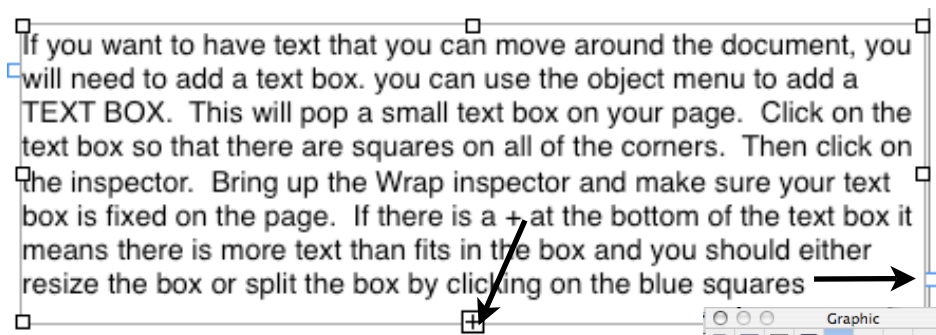 If you want to have text that you can move around the document, you
will need to add a text box. you can use the object menu to add a
TEXT BOX.  This will pop a small text box on your page.  Click on the
text box so that there are squares on all of the corners.  Then click on
the inspector.  Bring up the Wrap inspector and make sure your text
box is fixed on the page.  If there is a + at the bottom of the text box it
means there is more text than fits in the box and you should either
resize the box or split the box by clicking on the blue squares
Graphic